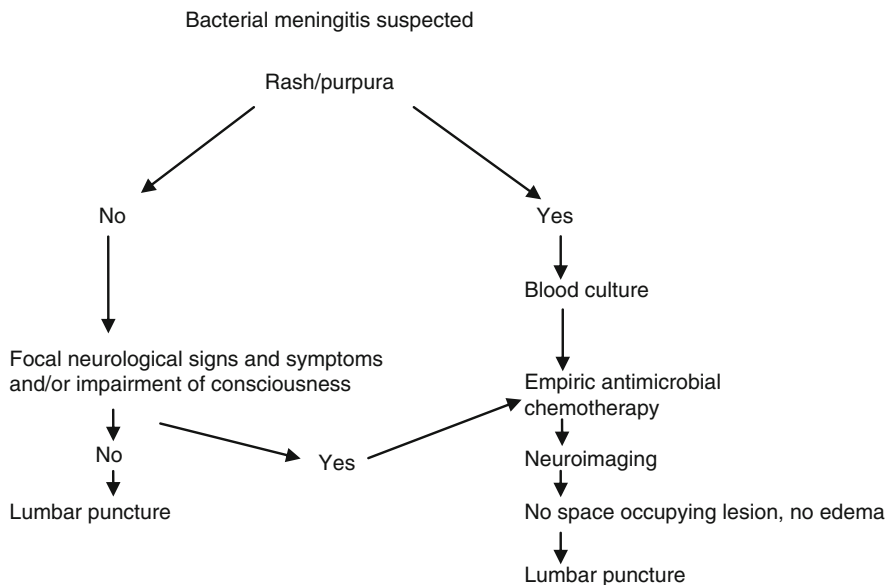 Bacterial meningitis suspected
Rash/purpura
No
Yes
Blood culture
Focal neurological signs and symptoms
and/or impairment of consciousness
Empiric antimicrobial
chemotherapy
No
Yes
Neuroimaging
Lumbar puncture
No space occupying lesion, no edema
Lumbar puncture